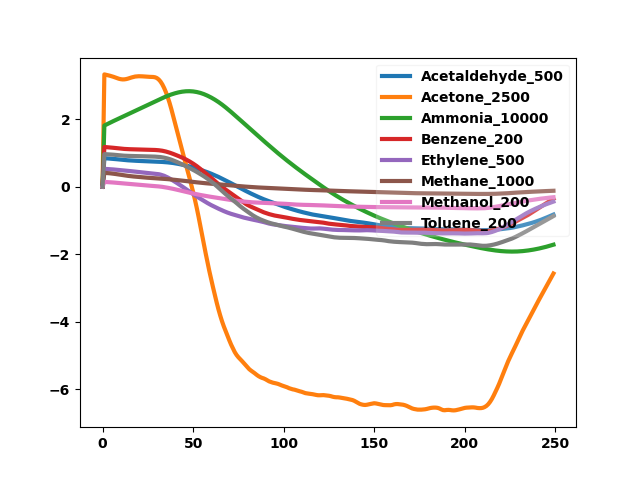 Acetaldehyde_500
Acetone_2500
Ammonia_10000
Benzene_200
Ethylene_500
Methane_1000
Methanol_200
Toluene_200
2
0
−2
−4
−6
0 50 100 150 200 250